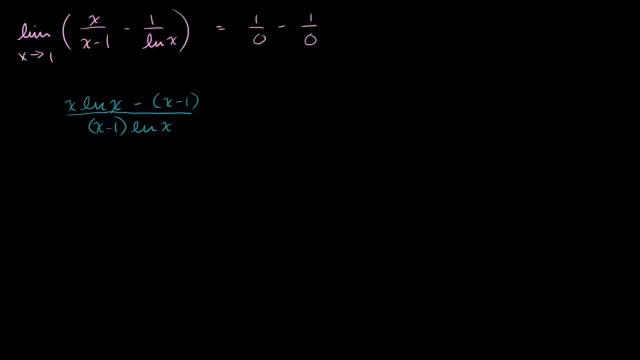 lim x→1 ( x/(x-1) - 1/ln x ) = 1/0 - 1/0
(x ln x - (x-1)) / ((x-1) ln x)